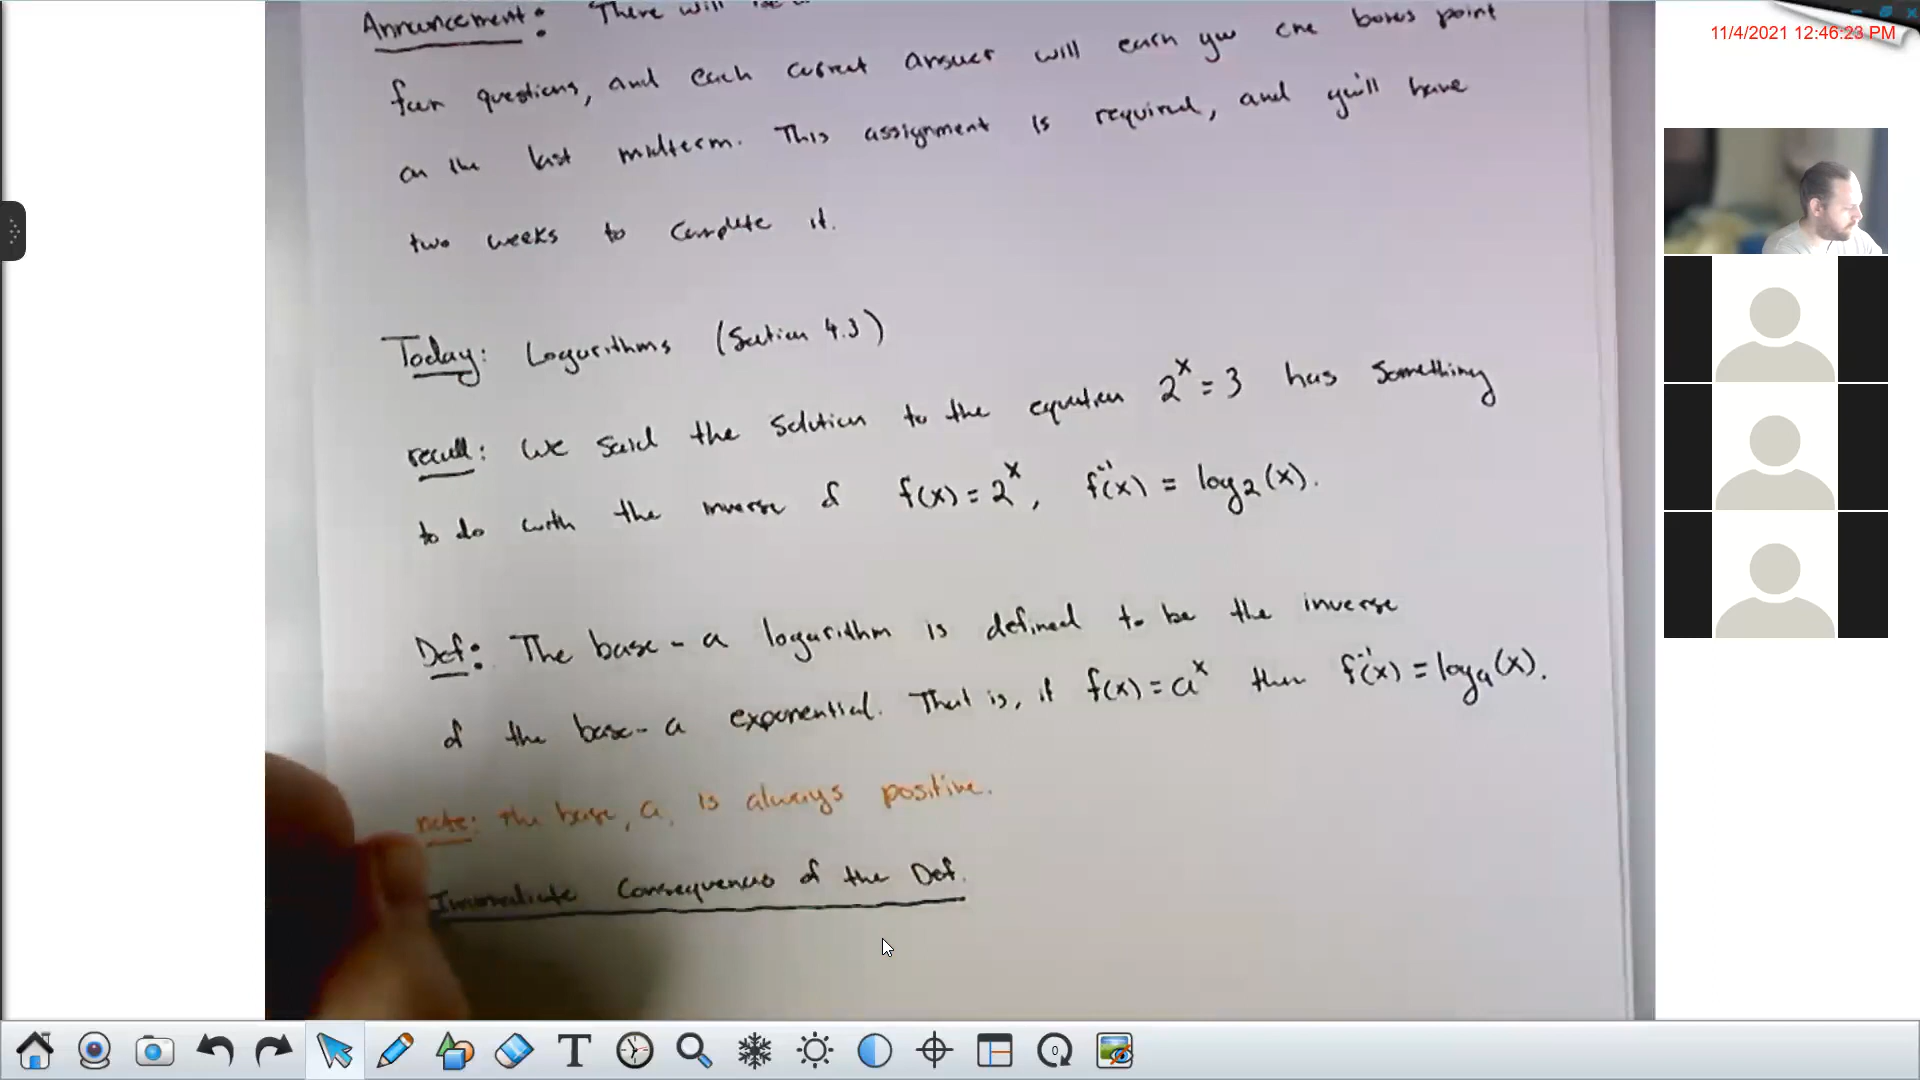 11/4/2021 12:46:23 PM
Announcement: There will be
four questions, and each correct answer will earn you one bonus point
on the last midterm. This assignment is required, and you'll have
two weeks to complete it.
Today: Logarithms (Section 4.3)
recall: We said the solution to the equation 2^x = 3 has something
to do with the inverse of f(x) = 2^x, f^-1(x) = log_2(x).
Def: The base-a logarithm is defined to be the inverse
of the base-a exponential. That is, if f(x) = a^x then f^-1(x) = log_a(x).
note: the base, a, is always positive.
Immediate Consequences of the Def.
T
0